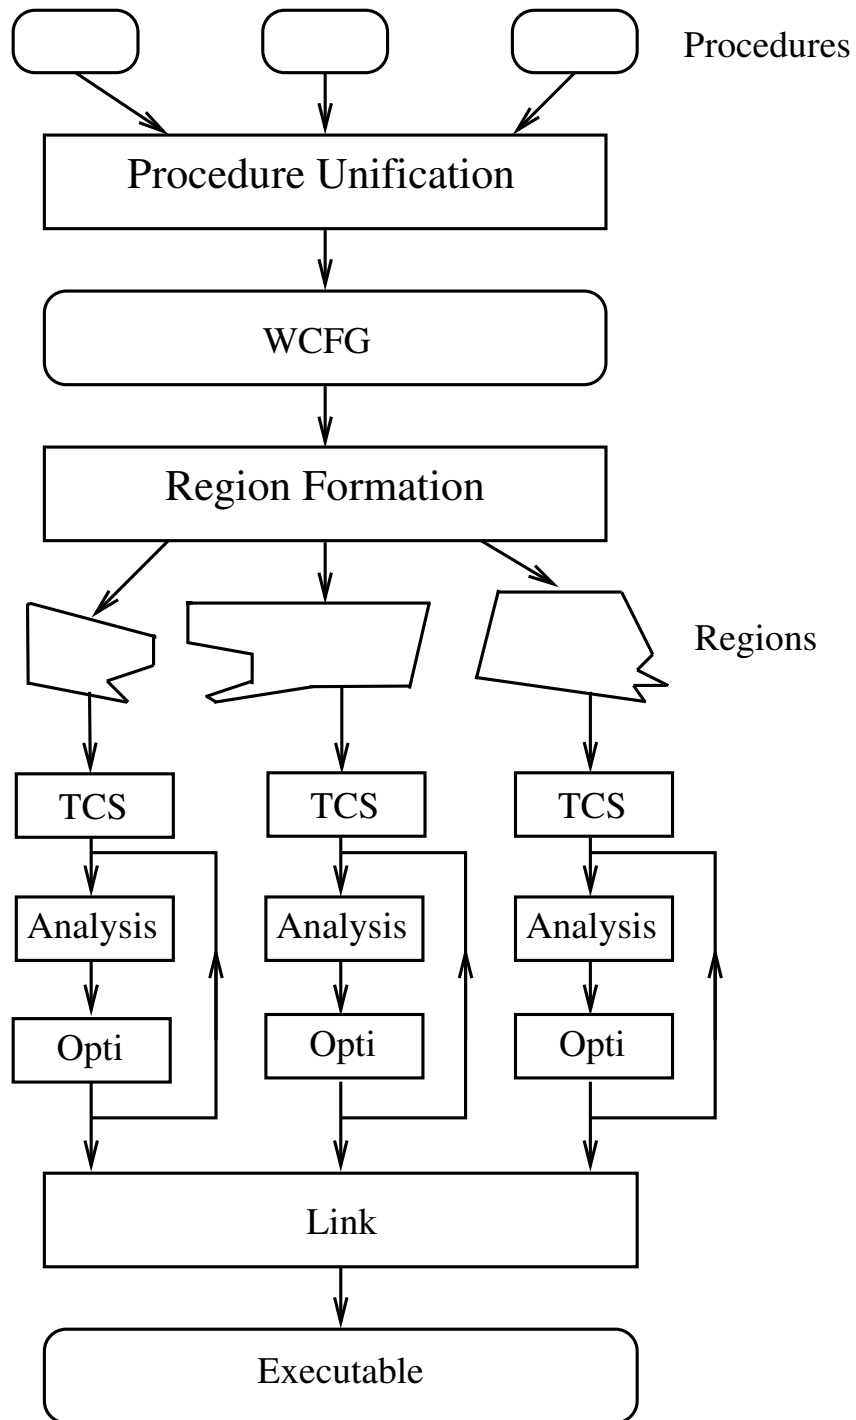 Procedures
Procedure Unification
WCFG
Region Formation
Regions
TCS TCS TCS
Analysis Analysis Analysis
Opti Opti Opti
Link
Executable